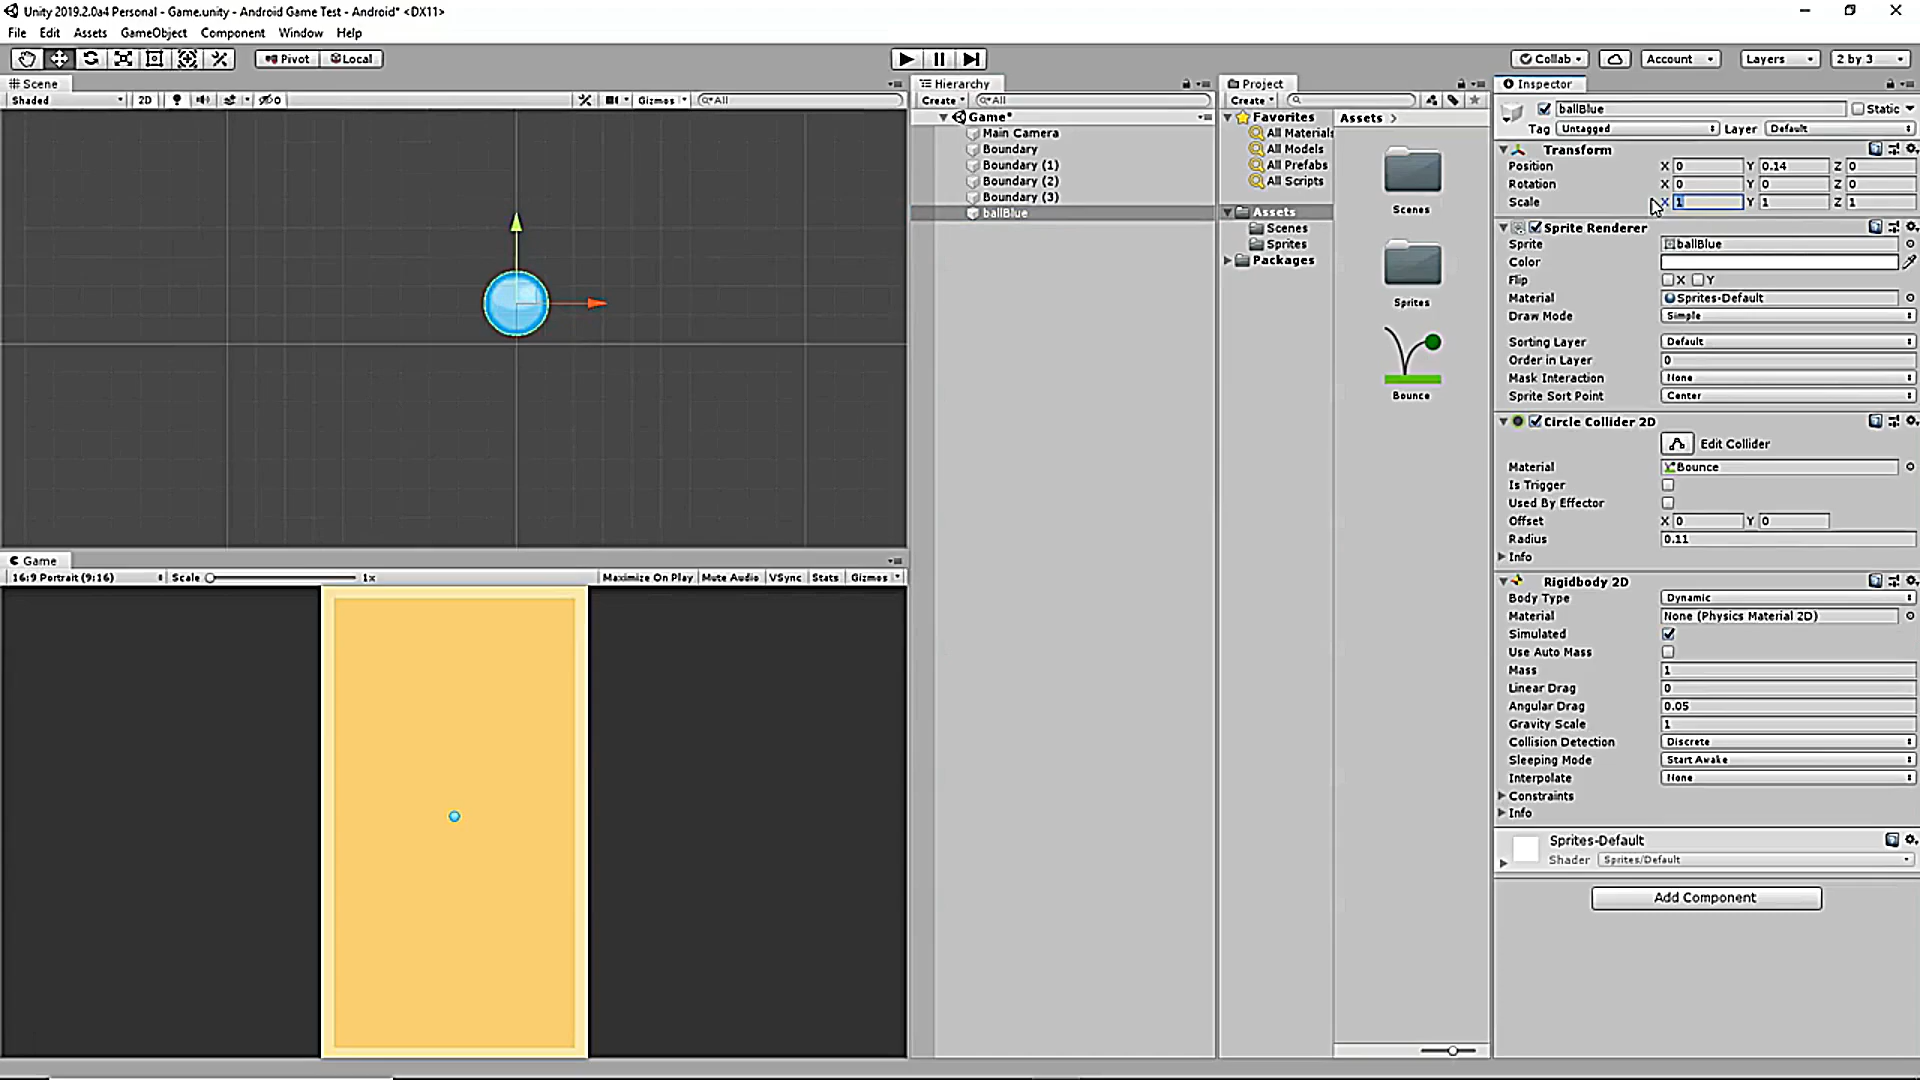 Unity 2019.2.0a4 Personal - Game.unity - Android Game Test - Android* <DX11>
File Edit Assets GameObject Component Window Help
Pivot Local
Collab Account Layers 2 by 3
Scene
Shaded 2D 0 Gizmos All
Game
16:9 Portrait (9:16) Scale 1x Maximize On Play Mute Audio VSync Stats Gizmos
Hierarchy
Create All
Game*
Main Camera
Boundary
Boundary (1)
Boundary (2)
Boundary (3)
ballBlue
Project
Create
Favorites
All Materials
All Models
All Prefabs
All Scripts
Assets
Scenes
Sprites
Packages
Assets
Scenes
Sprites
Bounce
Inspector
ballBlue Static
Tag Untagged Layer Default
Transform
Position X 0 Y 0.14 Z 0
Rotation X 0 Y 0 Z 0
Scale X 1 Y 1 Z 1
Sprite Renderer
Sprite ballBlue
Color
Flip X Y
Material Sprites-Default
Draw Mode Simple
Sorting Layer Default
Order in Layer 0
Mask Interaction None
Sprite Sort Point Center
Circle Collider 2D
Edit Collider
Material Bounce
Is Trigger
Used By Effector
Offset X 0 Y 0
Radius 0.11
Info
Rigidbody 2D
Body Type Dynamic
Material None (Physics Material 2D)
Simulated
Use Auto Mass
Mass 1
Linear Drag 0
Angular Drag 0.05
Gravity Scale 1
Collision Detection Discrete
Sleeping Mode Start Awake
Interpolate None
Constraints
Info
Sprites-Default
Shader Sprites/Default
Add Component